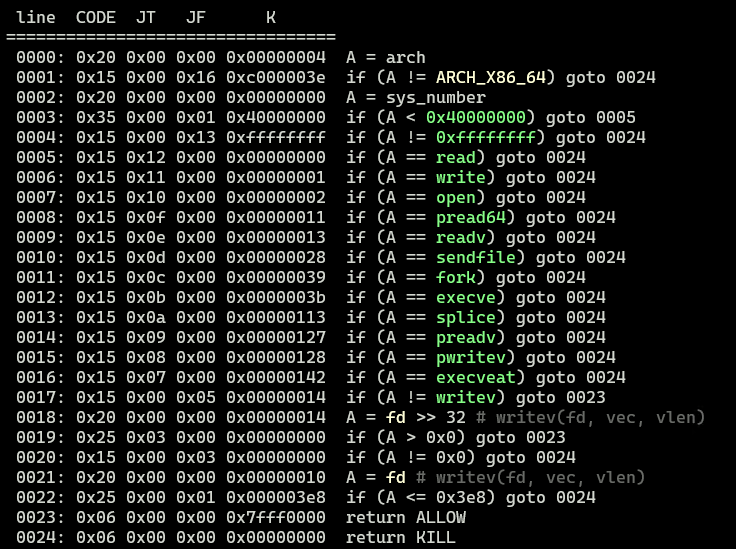 line  CODE  JT   JF      K
=================================
0000: 0x20 0x00 0x00 0x00000004  A = arch
0001: 0x15 0x00 0x16 0xc000003e  if (A != ARCH_X86_64) goto 0024
0002: 0x20 0x00 0x00 0x00000000  A = sys_number
0003: 0x35 0x00 0x01 0x40000000  if (A < 0x40000000) goto 0005
0004: 0x15 0x00 0x13 0xffffffff  if (A != 0xffffffff) goto 0024
0005: 0x15 0x12 0x00 0x00000000  if (A == read) goto 0024
0006: 0x15 0x11 0x00 0x00000001  if (A == write) goto 0024
0007: 0x15 0x10 0x00 0x00000002  if (A == open) goto 0024
0008: 0x15 0x0f 0x00 0x00000011  if (A == pread64) goto 0024
0009: 0x15 0x0e 0x00 0x00000013  if (A == readv) goto 0024
0010: 0x15 0x0d 0x00 0x00000028  if (A == sendfile) goto 0024
0011: 0x15 0x0c 0x00 0x00000039  if (A == fork) goto 0024
0012: 0x15 0x0b 0x00 0x0000003b  if (A == execve) goto 0024
0013: 0x15 0x0a 0x00 0x00000113  if (A == splice) goto 0024
0014: 0x15 0x09 0x00 0x00000127  if (A == preadv) goto 0024
0015: 0x15 0x08 0x00 0x00000128  if (A == pwritev) goto 0024
0016: 0x15 0x07 0x00 0x00000142  if (A == execveat) goto 0024
0017: 0x15 0x00 0x05 0x00000014  if (A != writev) goto 0023
0018: 0x20 0x00 0x00 0x00000014  A = fd >> 32 # writev(fd, vec, vlen)
0019: 0x25 0x03 0x00 0x00000000  if (A > 0x0) goto 0023
0020: 0x15 0x00 0x03 0x00000000  if (A != 0x0) goto 0024
0021: 0x20 0x00 0x00 0x00000010  A = fd # writev(fd, vec, vlen)
0022: 0x25 0x00 0x01 0x000003e8  if (A <= 0x3e8) goto 0024
0023: 0x06 0x00 0x00 0x7fff0000  return ALLOW
0024: 0x06 0x00 0x00 0x00000000  return KILL